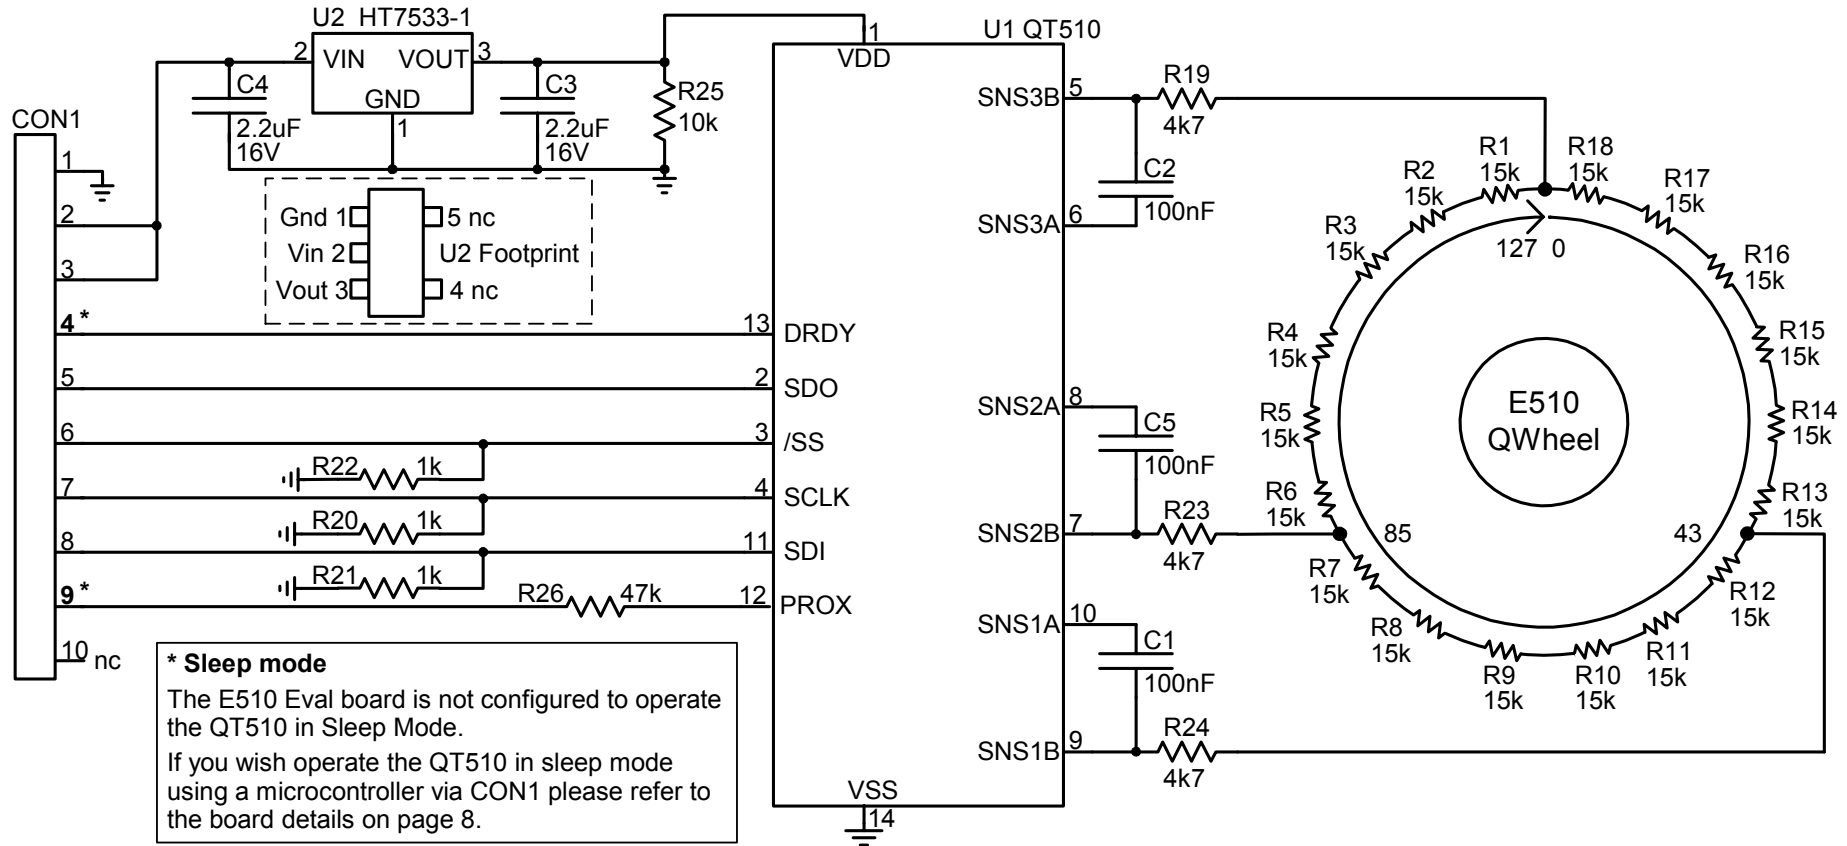 U2 HT7533-1
2 VIN VOUT 3
GND
1
C4
2.2uF
16V
C3
2.2uF
16V
R25
10k
CON1
1
2
3
4 *
5
6
7
8
9 *
10 nc
Gnd 1
Vin 2
Vout 3
5 nc
U2 Footprint
4 nc
R22 1k
R20 1k
R21 1k
R26 47k
U1 QT510
1
VDD
13 DRDY
2 SDO
3 /SS
4 SCLK
11 SDI
12 PROX
SNS3B 5
SNS3A 6
SNS2A 8
SNS2B 7
SNS1A 10
SNS1B 9
VSS
14
R19
4k7
C2
100nF
C5
100nF
R23
4k7
C1
100nF
R24
4k7
R1
15k
R2
15k
R3
15k
R4
15k
R5
15k
R6
15k
R7
15k
R8
15k
R9
15k
R10
15k
R11
15k
R12
15k
R13
15k
R14
15k
R15
15k
R16
15k
R17
15k
R18
15k
127 0
E510
QWheel
85
43
* Sleep mode
The E510 Eval board is not configured to operate
the QT510 in Sleep Mode.
If you wish operate the QT510 in sleep mode
using a microcontroller via CON1 please refer to
the board details on page 8.